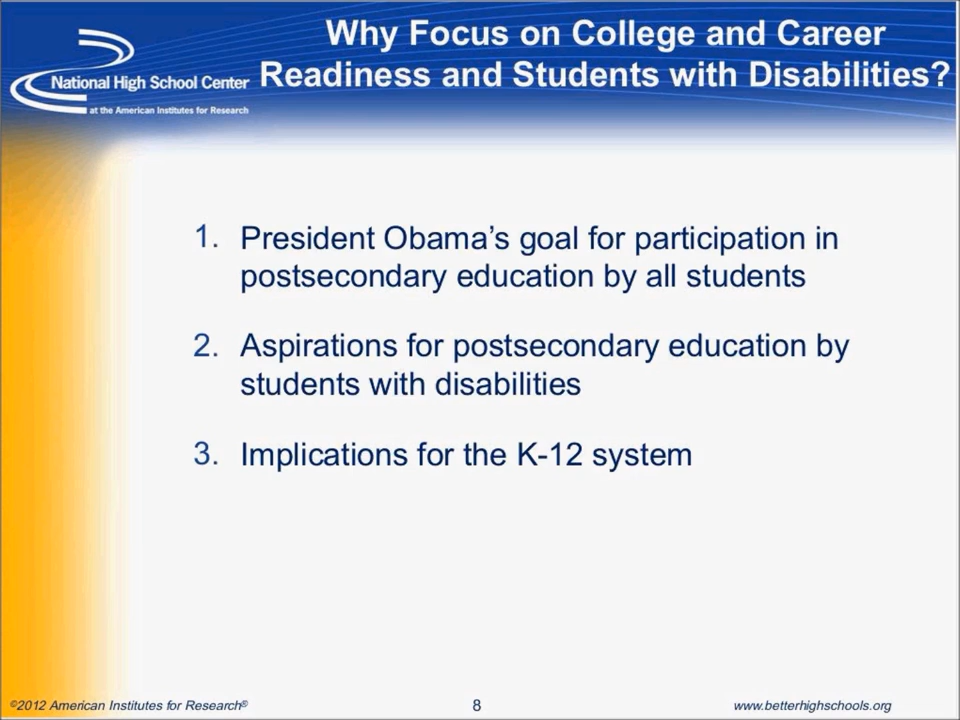 Why Focus on College and Career
Readiness and Students with Disabilities?
National High School Center
at the American Institutes for Research
1. President Obama’s goal for participation in
postsecondary education by all students
2. Aspirations for postsecondary education by
students with disabilities
3. Implications for the K-12 system
©2012 American Institutes for Research®
8
www.betterhighschools.org